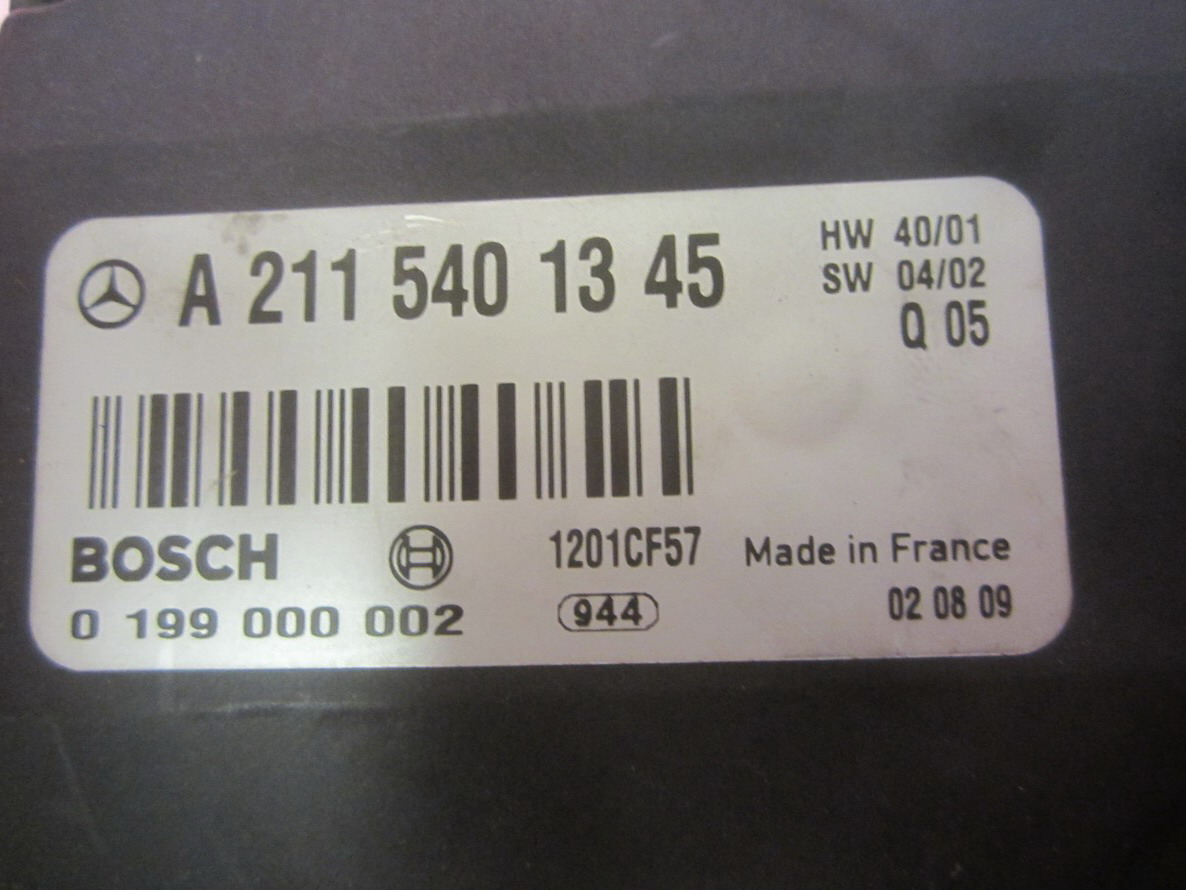 A 211 540 13 45
HW 40/01
SW 04/02
Q 05
BOSCH
1201CF57
Made in France
0 199 000 002
944
02 08 09